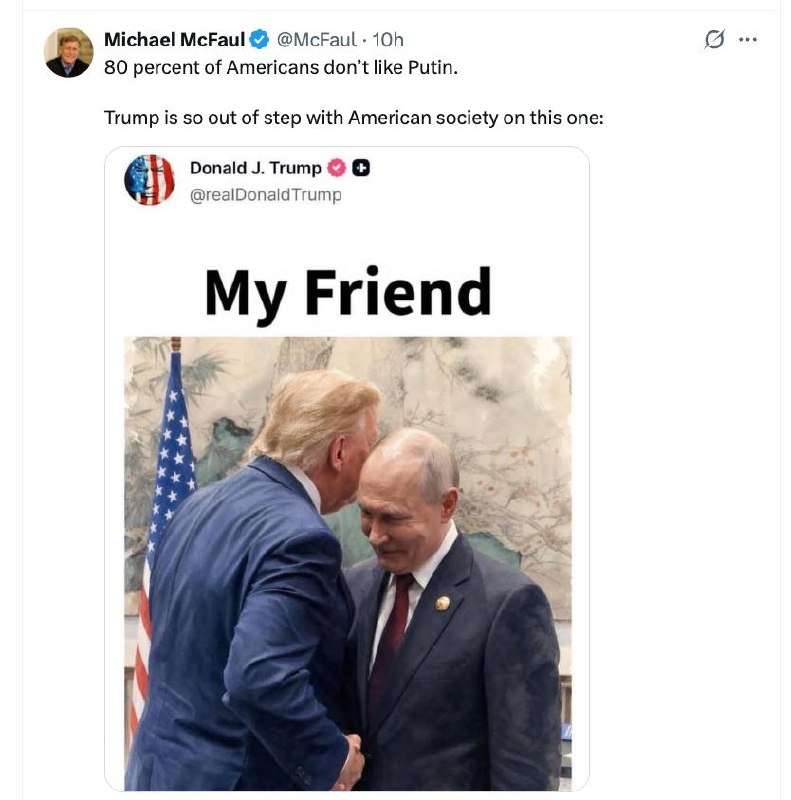 Michael McFaul @McFaul · 10h
80 percent of Americans don't like Putin.
Trump is so out of step with American society on this one:
Donald J. Trump
@realDonaldTrump
My Friend